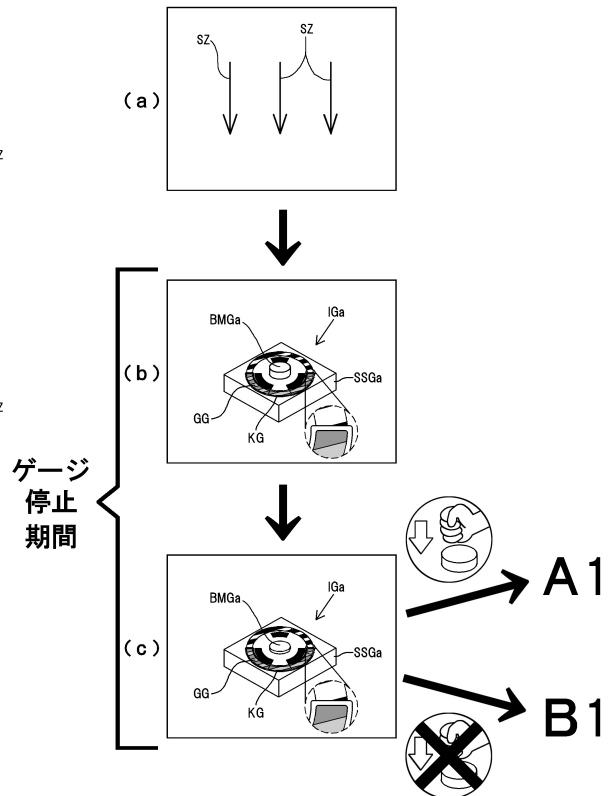 SZ
SZ
(a)
z
BMGa
IGa
(b)
SSGa
GG
KG
z
ゲージ
停止
期間
A1
BMGa
IGa
(c)
SSGa
GG
KG
B1